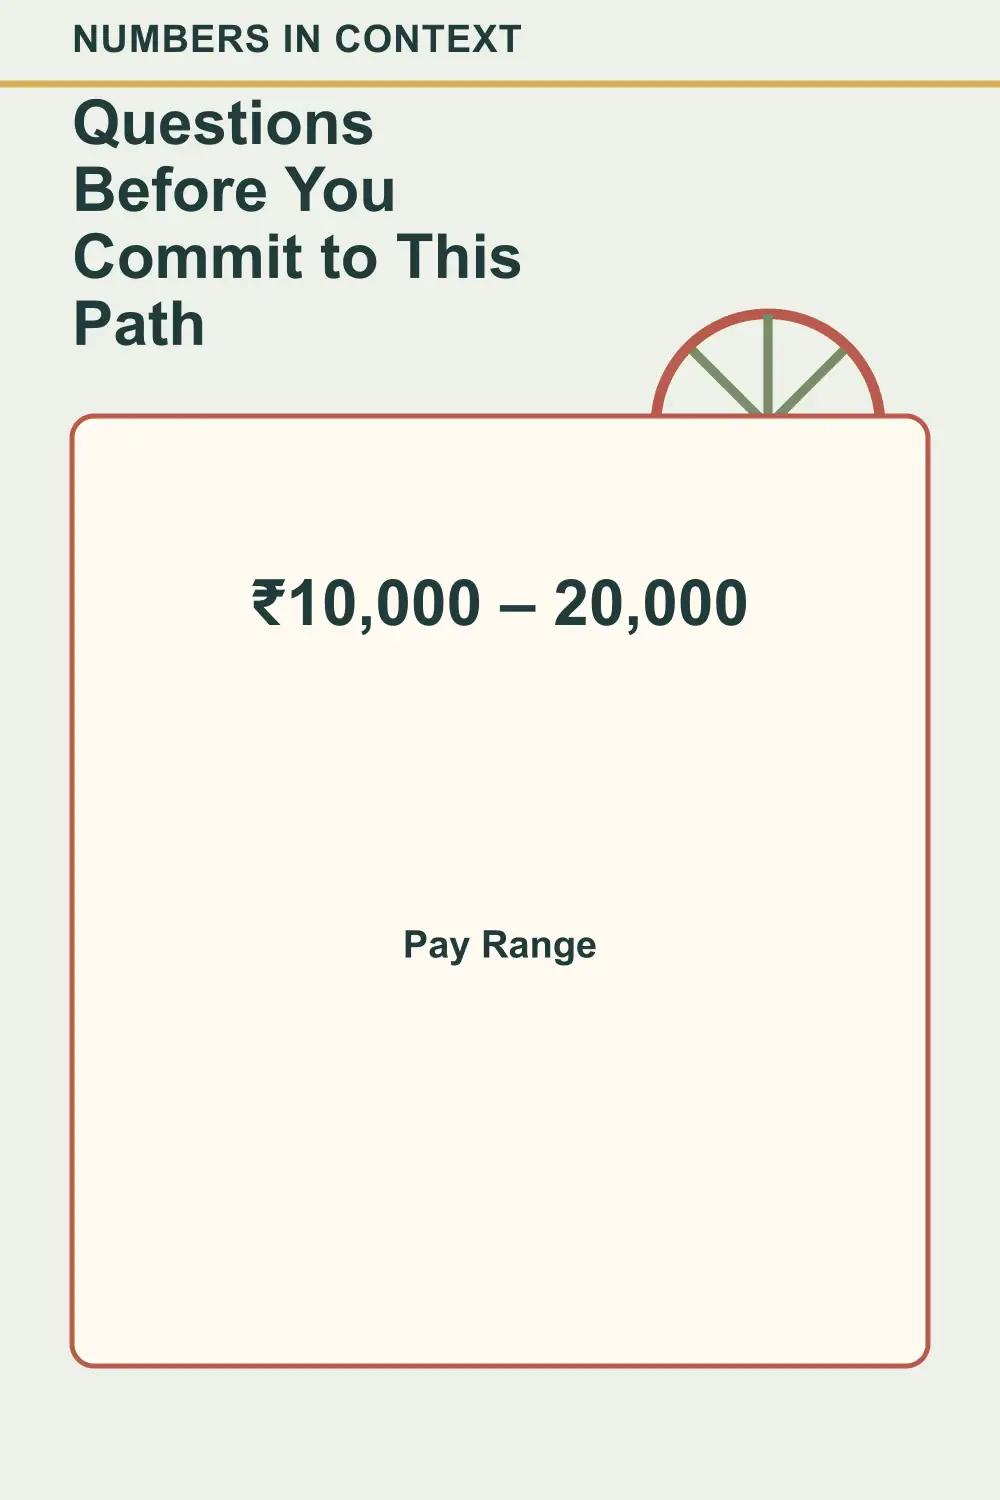 NUMBERS IN CONTEXT
Questions
Before You
Commit to This
Path
₹10,000 – 20,000
Pay Range